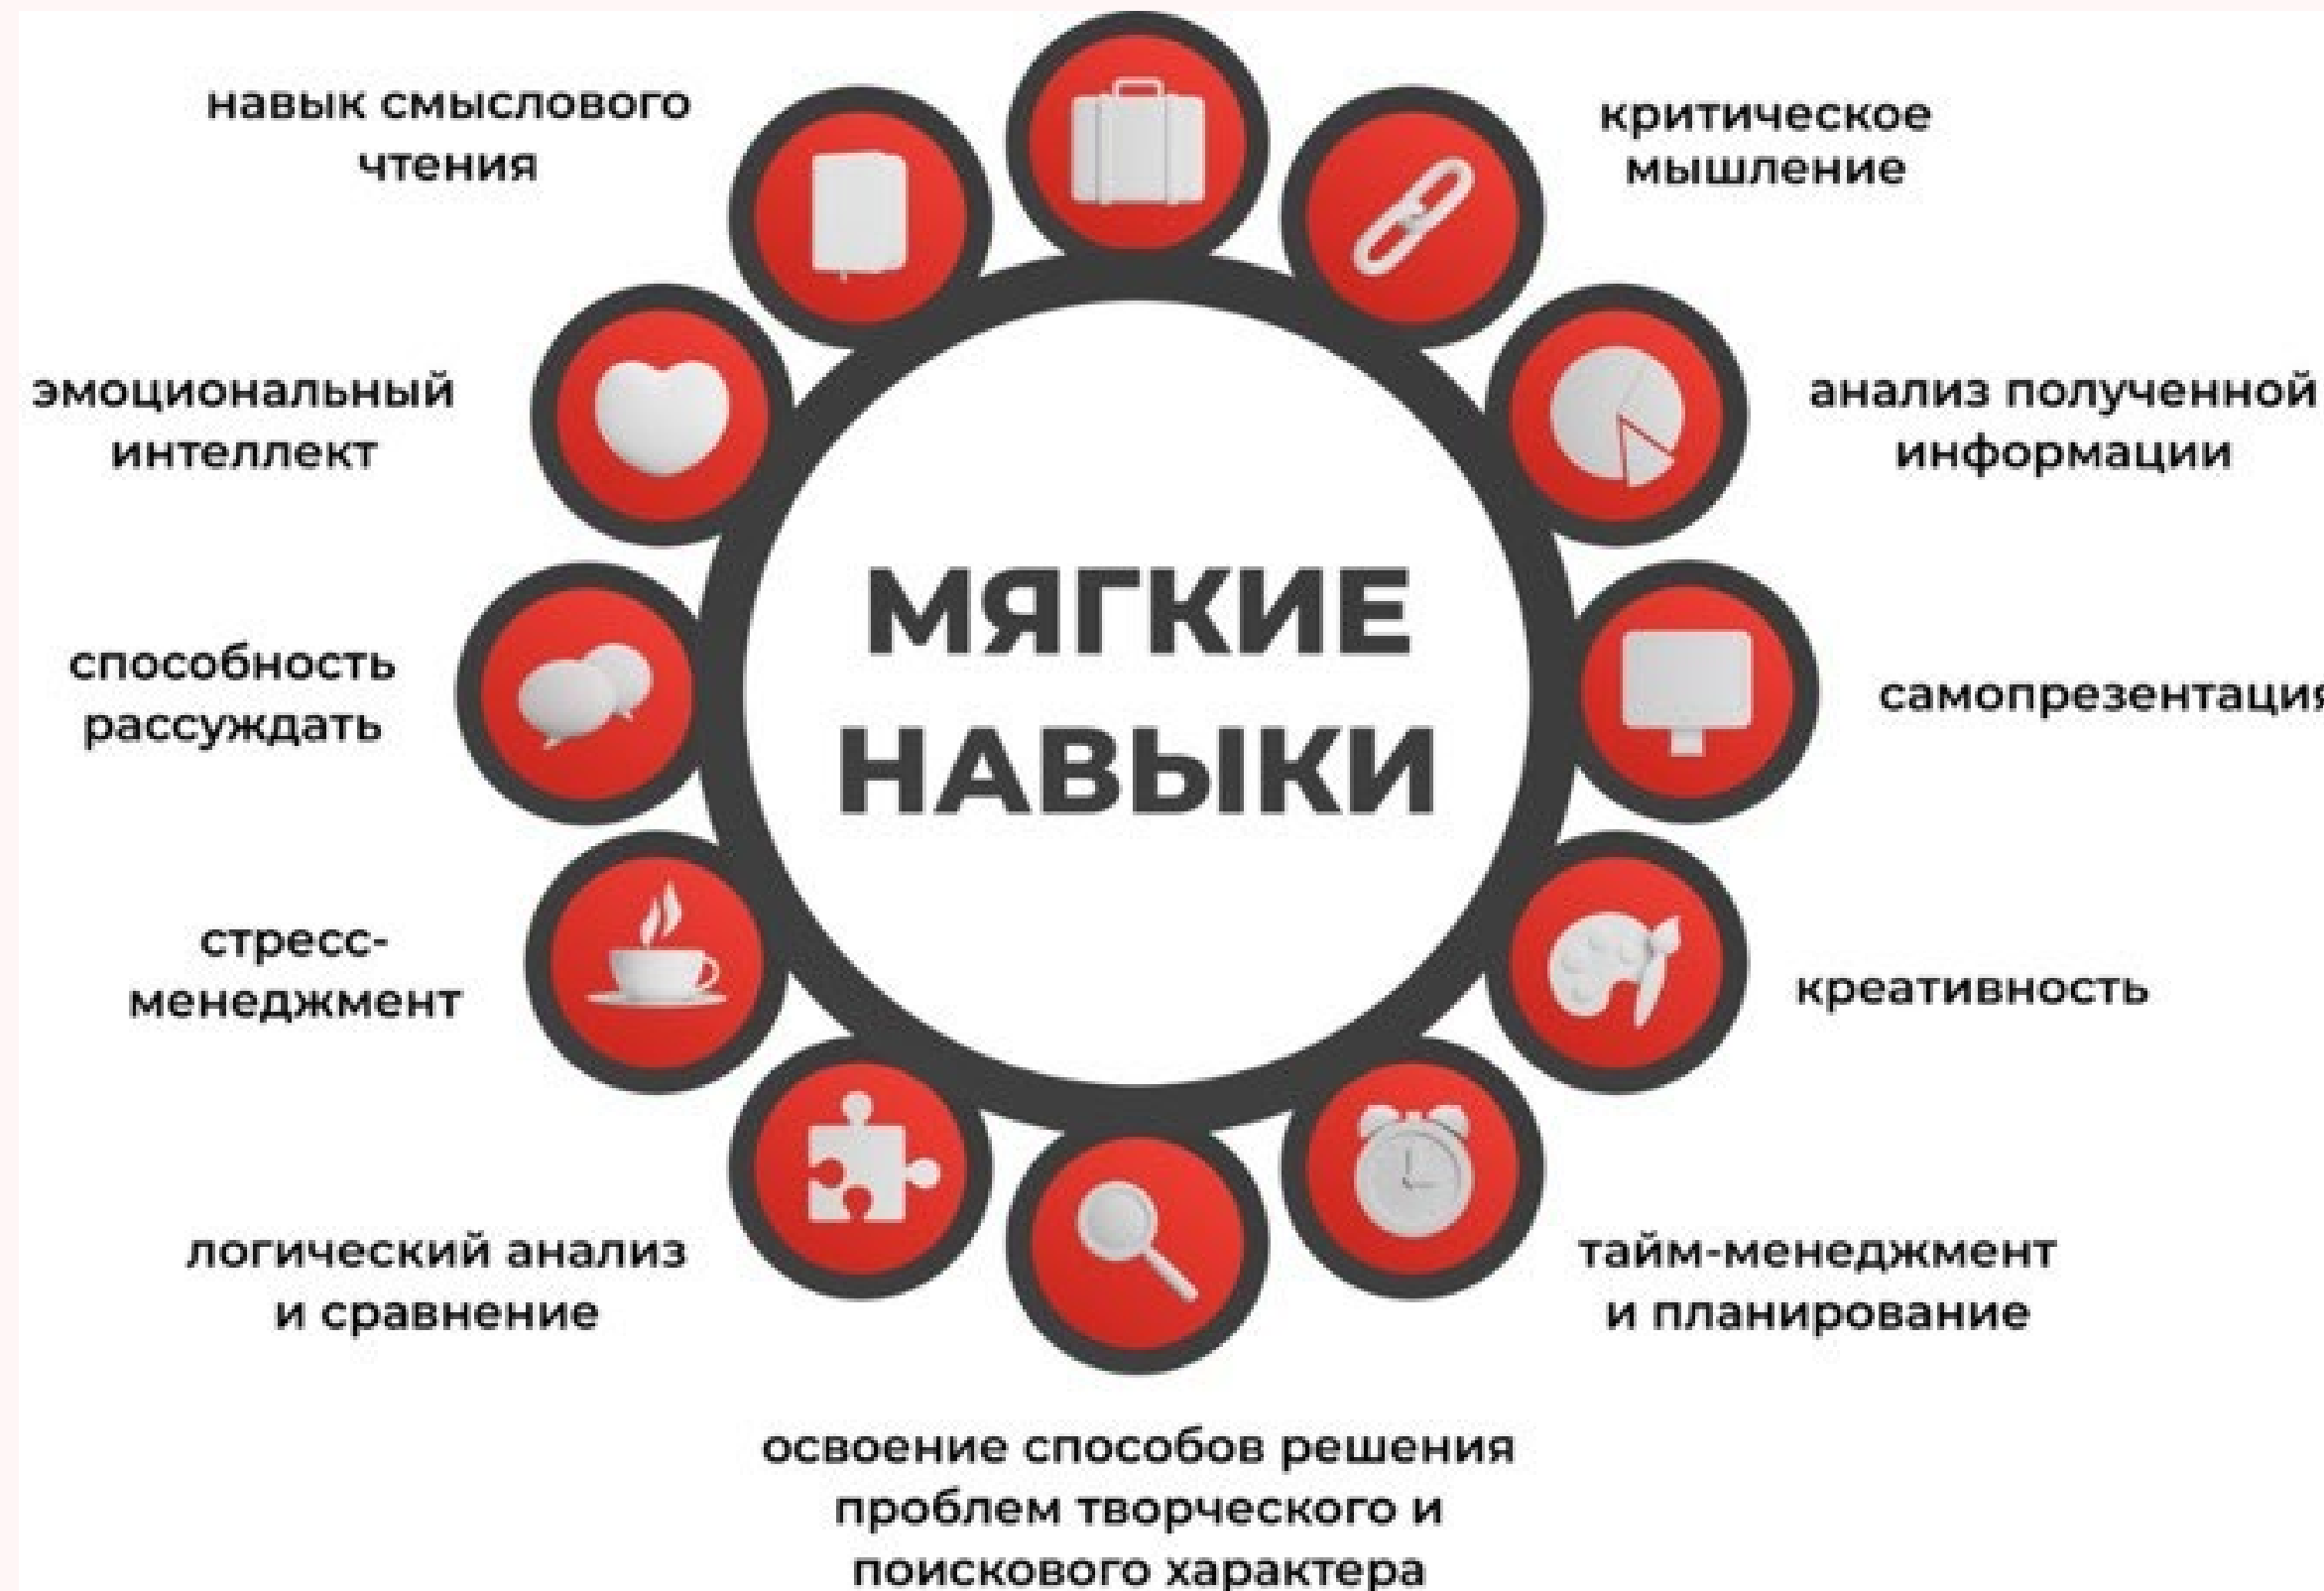 МЯГКИЕ
НАВЫКИ
критическое
мышление
анализ полученной
информации
самопрезентация
креативность
тайм-менеджмент
и планирование
освоение способов решения
проблем творческого и
поискового характера
логический анализ
и сравнение
стресс-
менеджмент
способность
рассуждать
эмоциональный
интеллект
навык смыслового
чтения